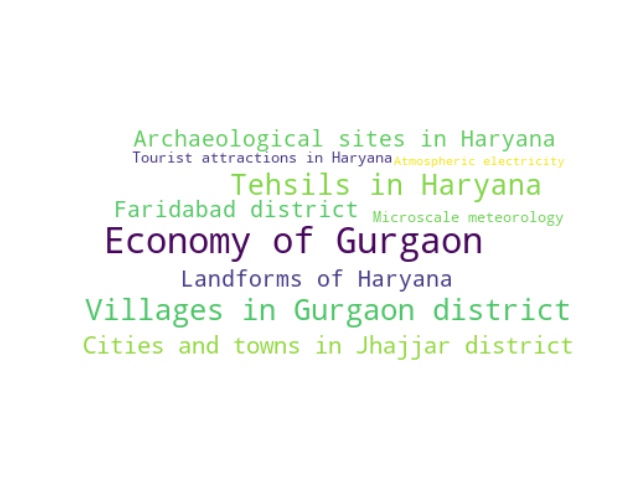 Archaeological sites in Haryana
Tourist attractions in Haryana
Atmospheric electricity
Tehsils in Haryana
Faridabad district
Microscale meteorology
Economy of Gurgaon
Landforms of Haryana
Villages in Gurgaon district
Cities and towns in Jhajjar district